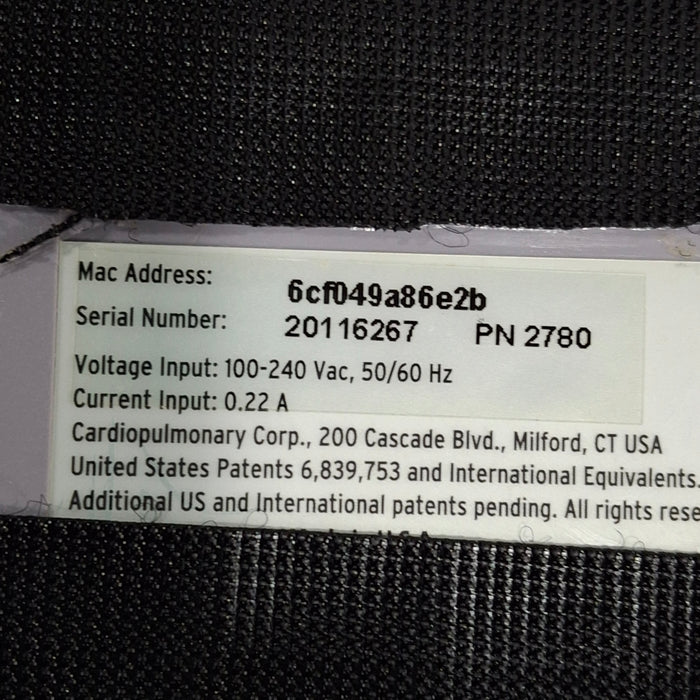 Mac Address: 6cf049a86e2b
Serial Number: 20116267 PN 2780
Voltage Input: 100-240 Vac, 50/60 Hz
Current Input: 0.22 A
Cardiopulmonary Corp., 200 Cascade Blvd., Milford, CT USA
United States Patents 6,839,753 and International Equivalents.
Additional US and International patents pending. All rights rese